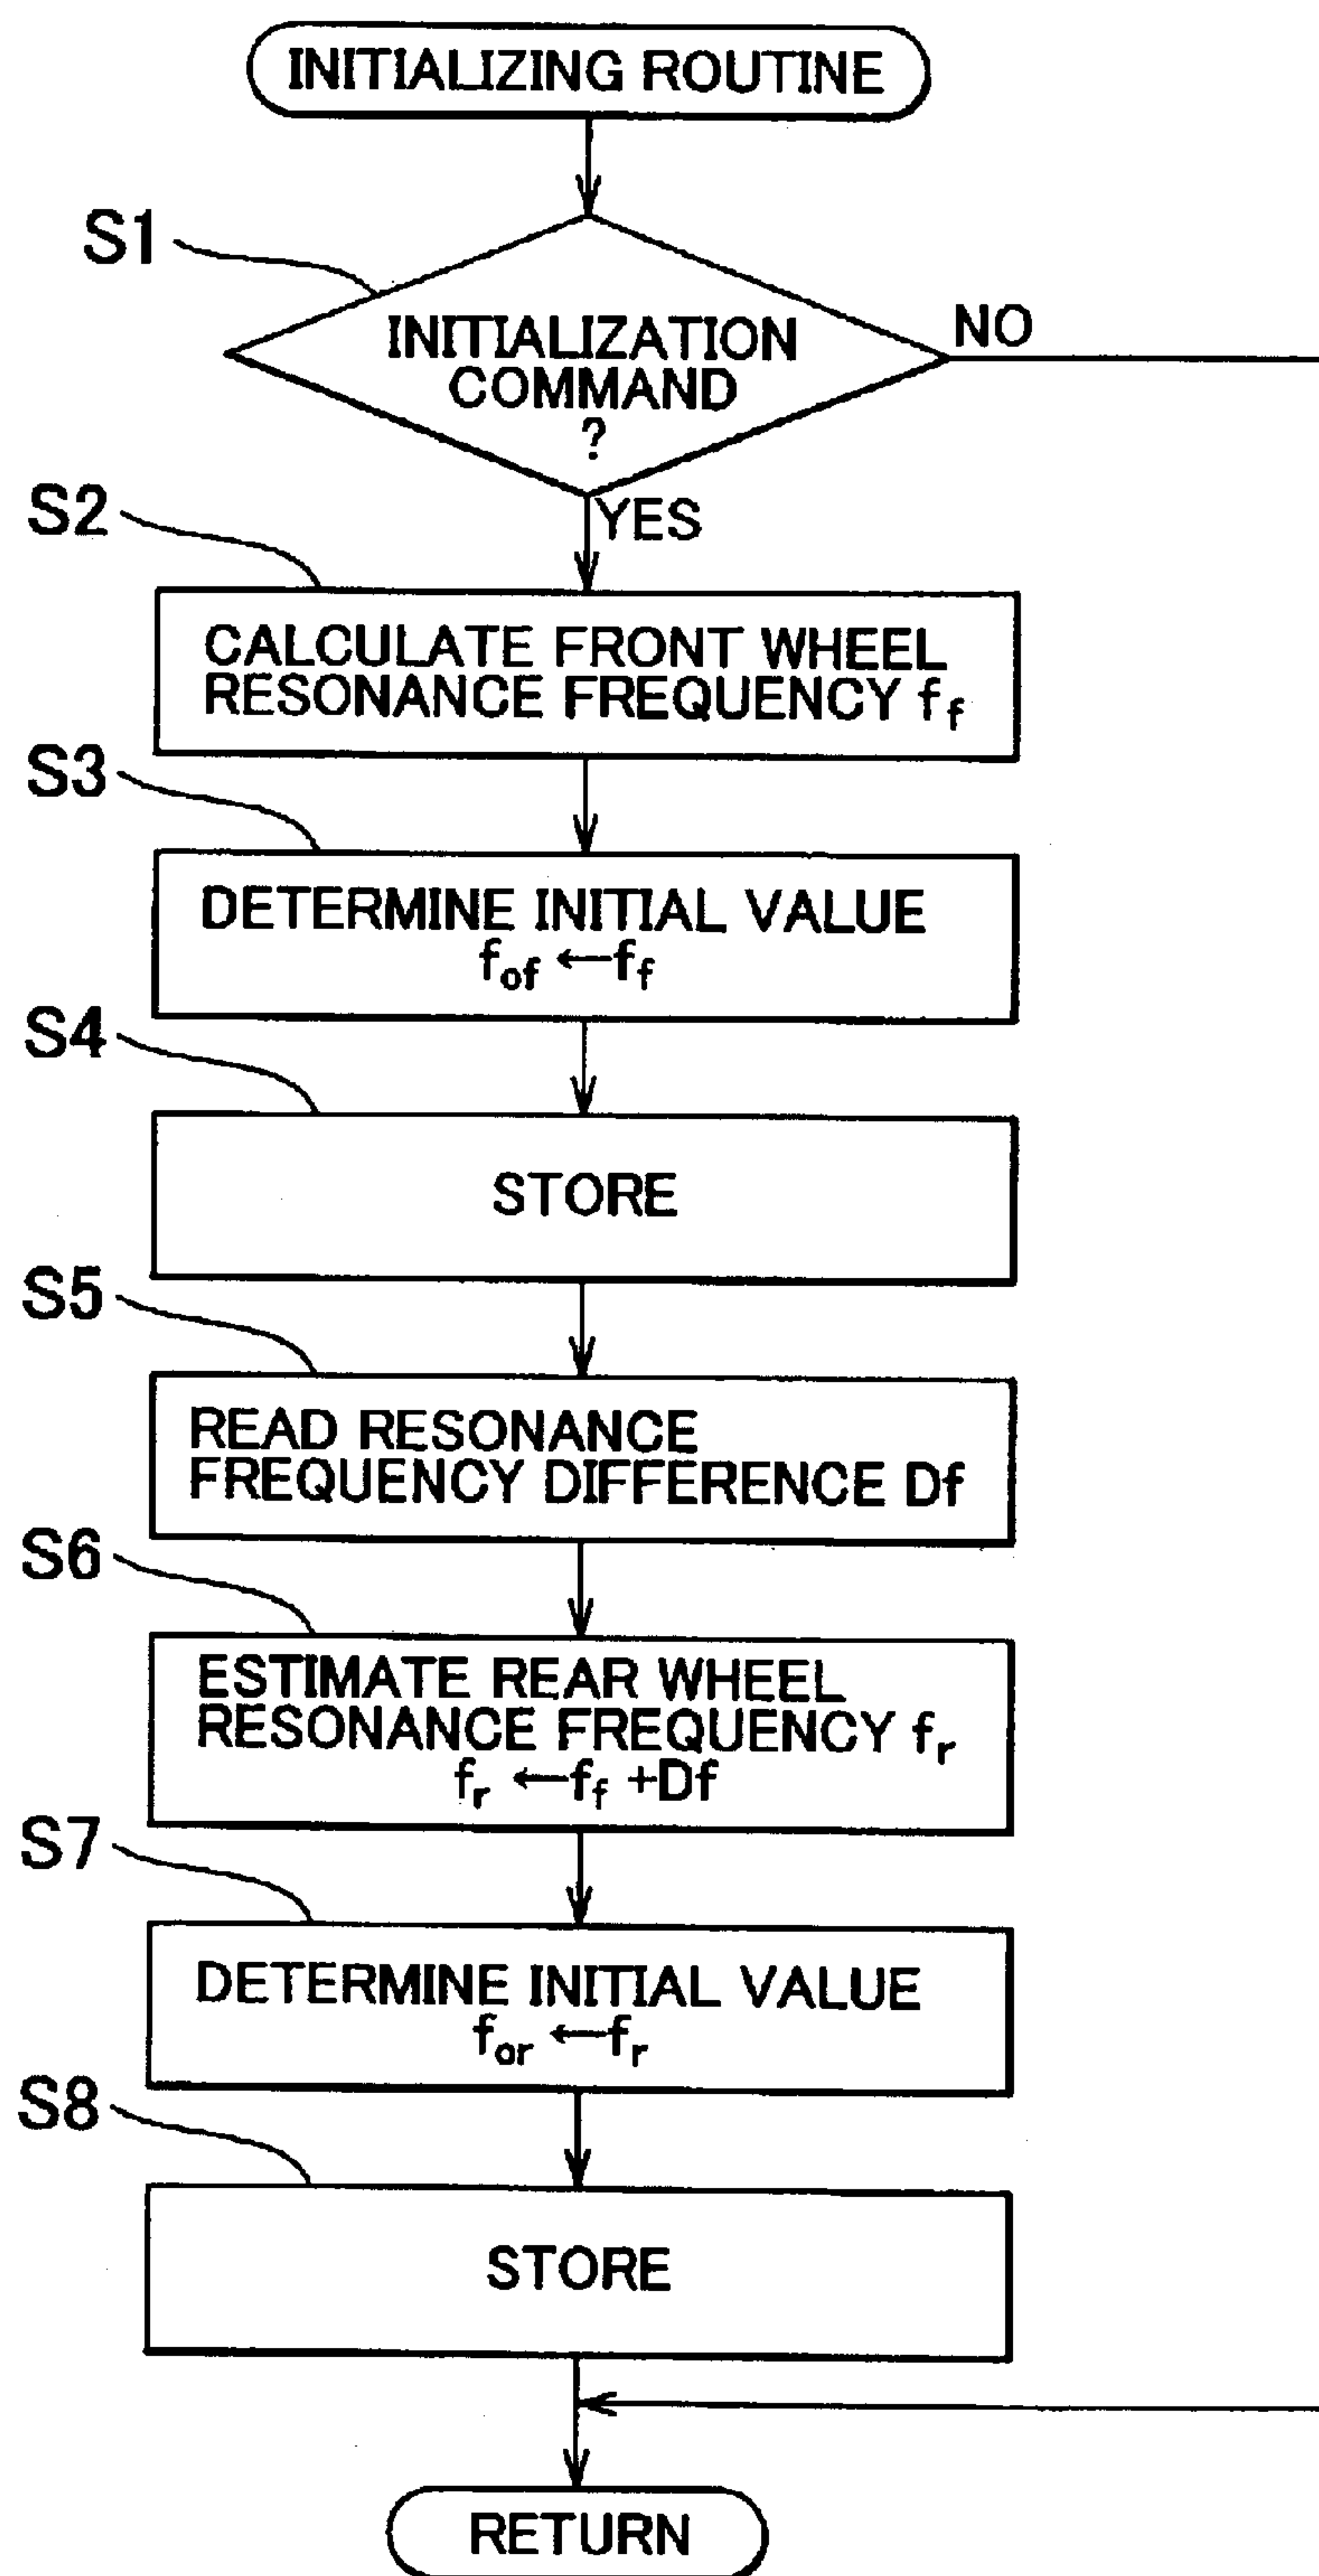 INITIALIZING ROUTINE
S1
INITIALIZATION
COMMAND
?
NO
YES
S2
CALCULATE FRONT WHEEL
RESONANCE FREQUENCY ff
S3
DETERMINE INITIAL VALUE
fof ←ff
S4
STORE
S5
READ RESONANCE
FREQUENCY DIFFERENCE Df
S6
ESTIMATE REAR WHEEL
RESONANCE FREQUENCY fr
fr ←ff +Df
S7
DETERMINE INITIAL VALUE
for ←fr
S8
STORE
RETURN